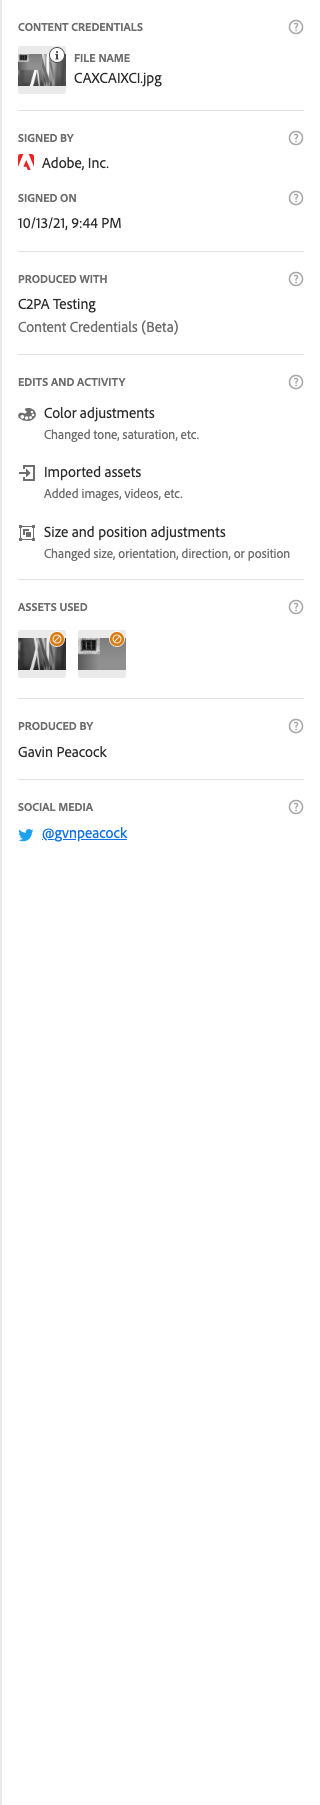 CONTENT CREDENTIALS
FILE NAME
CAXCAIXCI.jpg
SIGNED BY
Adobe, Inc.
SIGNED ON
10/13/21, 9:44 PM
PRODUCED WITH
C2PA Testing
Content Credentials (Beta)
EDITS AND ACTIVITY
Color adjustments
Changed tone, saturation, etc.
Imported assets
Added images, videos, etc.
Size and position adjustments
Changed size, orientation, direction, or position
ASSETS USED
PRODUCED BY
Gavin Peacock
SOCIAL MEDIA
@gvnpeacock